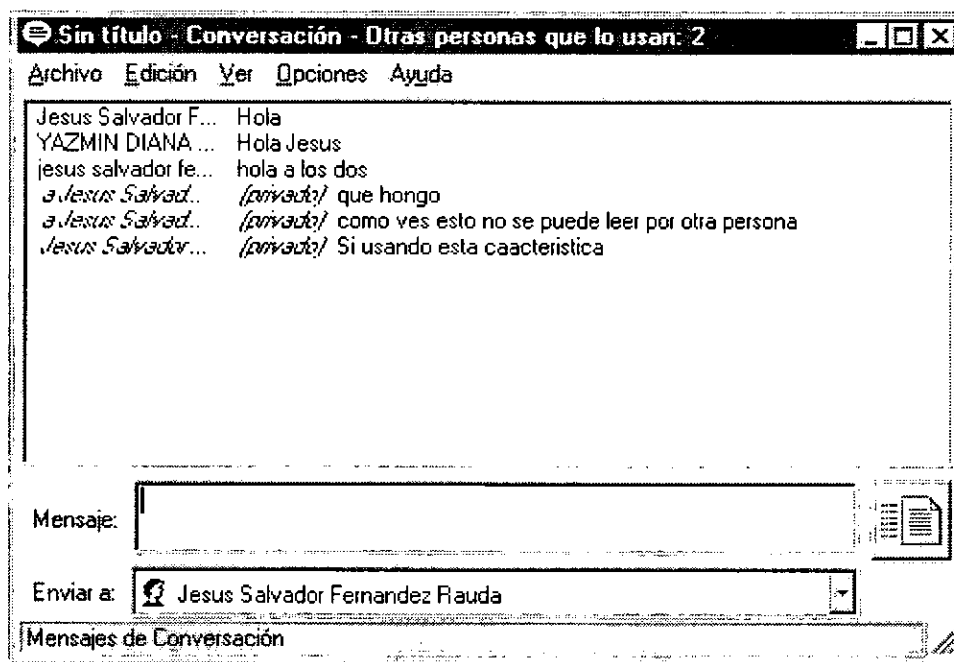 Sin título - Conversación - Otras personas que lo usan: 2
Archivo Edición Ver Opciones Ayuda
Jesus Salvador F... Hola
YAZMIN DIANA ... Hola Jesus
jesus salvador fe... hola a los dos
a Jesus Salvad... [privado] que hongo
a Jesus Salvad... [privado] como ves esto no se puede leer por otra persona
Jesus Salvador... [privado] Si usando esta caacteristica
Mensaje:
Enviar a: Jesus Salvador Fernandez Rauda
Mensajes de Conversación